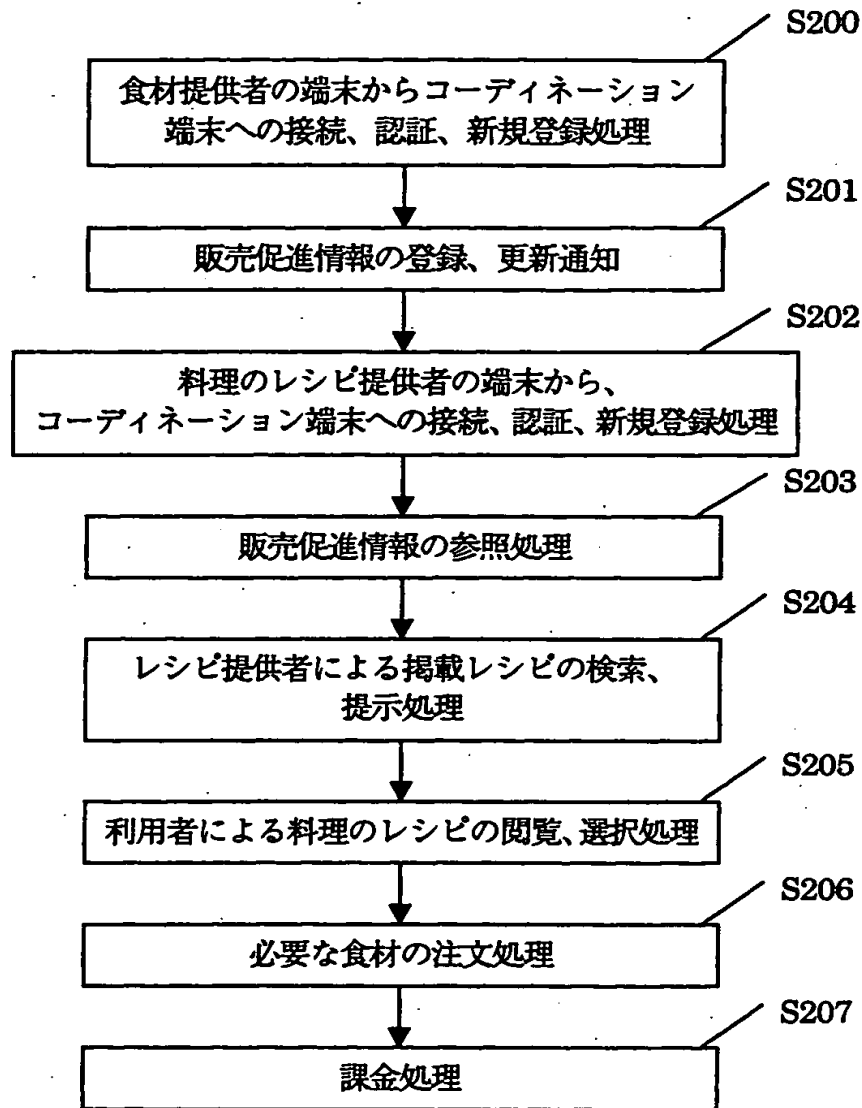 S200
食材提供者の端末からコーディネーション
端末への接続、認証、新規登録処理
S201
販売促進情報の登録、更新通知
S202
料理のレシピ提供者の端末から、
コーディネーション端末への接続、認証、新規登録処理
S203
販売促進情報の参照処理
S204
レシピ提供者による掲載レシピの検索、
提示処理
S205
利用者による料理のレシピの閲覧、選択処理
S206
必要な食材の注文処理
S207
課金処理